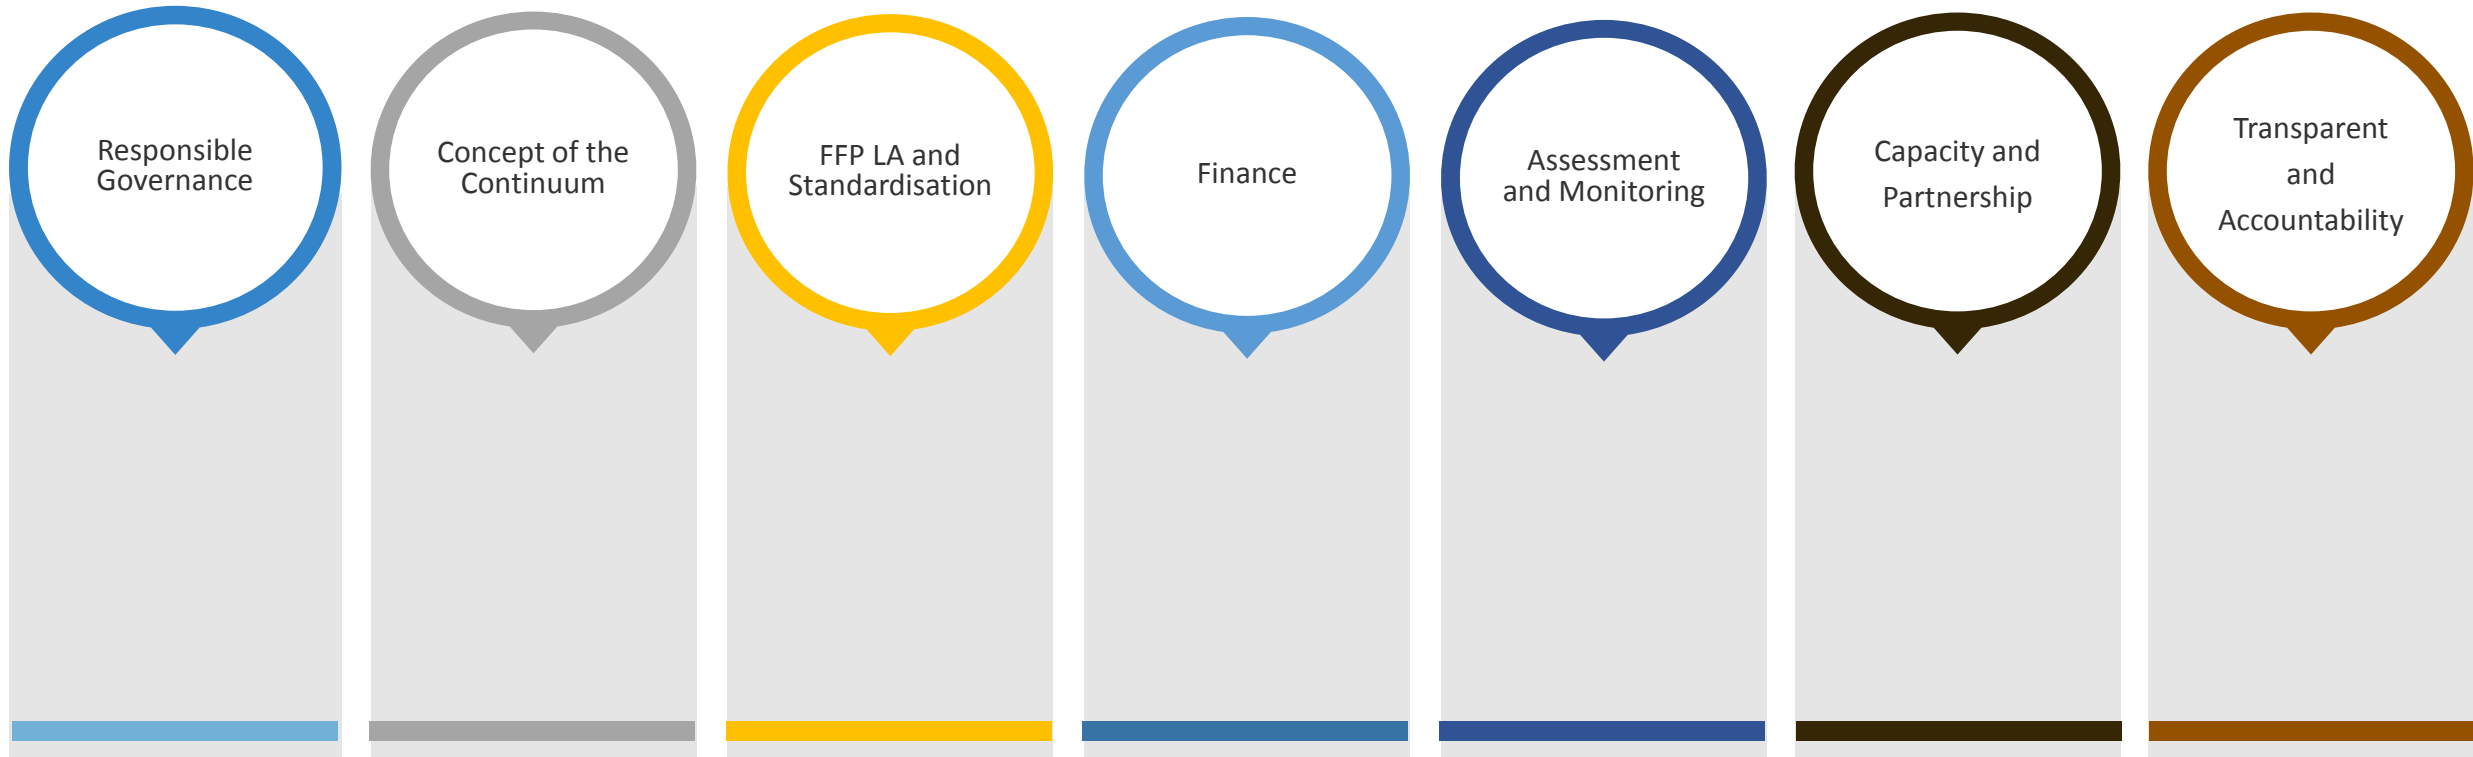 Responsible
Governance
Concept of the
Continuum
FFP LA and
Standardisation
Finance
Assessment
and Monitoring
Capacity and
Partnership
Transparent
and
Accountability